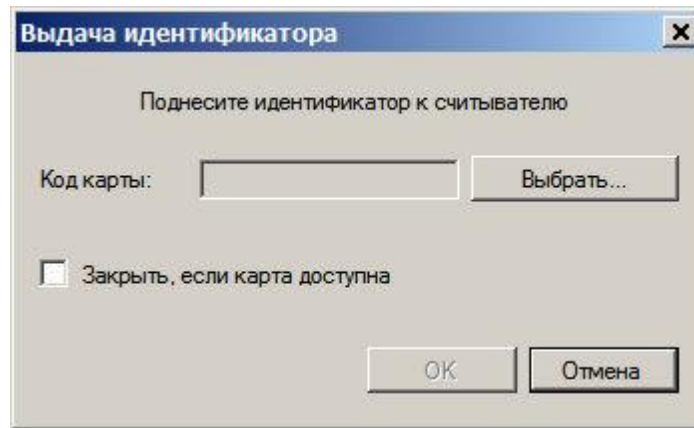 Выдача идентификатора
Поднесите идентификатор к считывателю
Код карты:
Выбрать...
Закрыть, если карта доступна
OK
Отмена